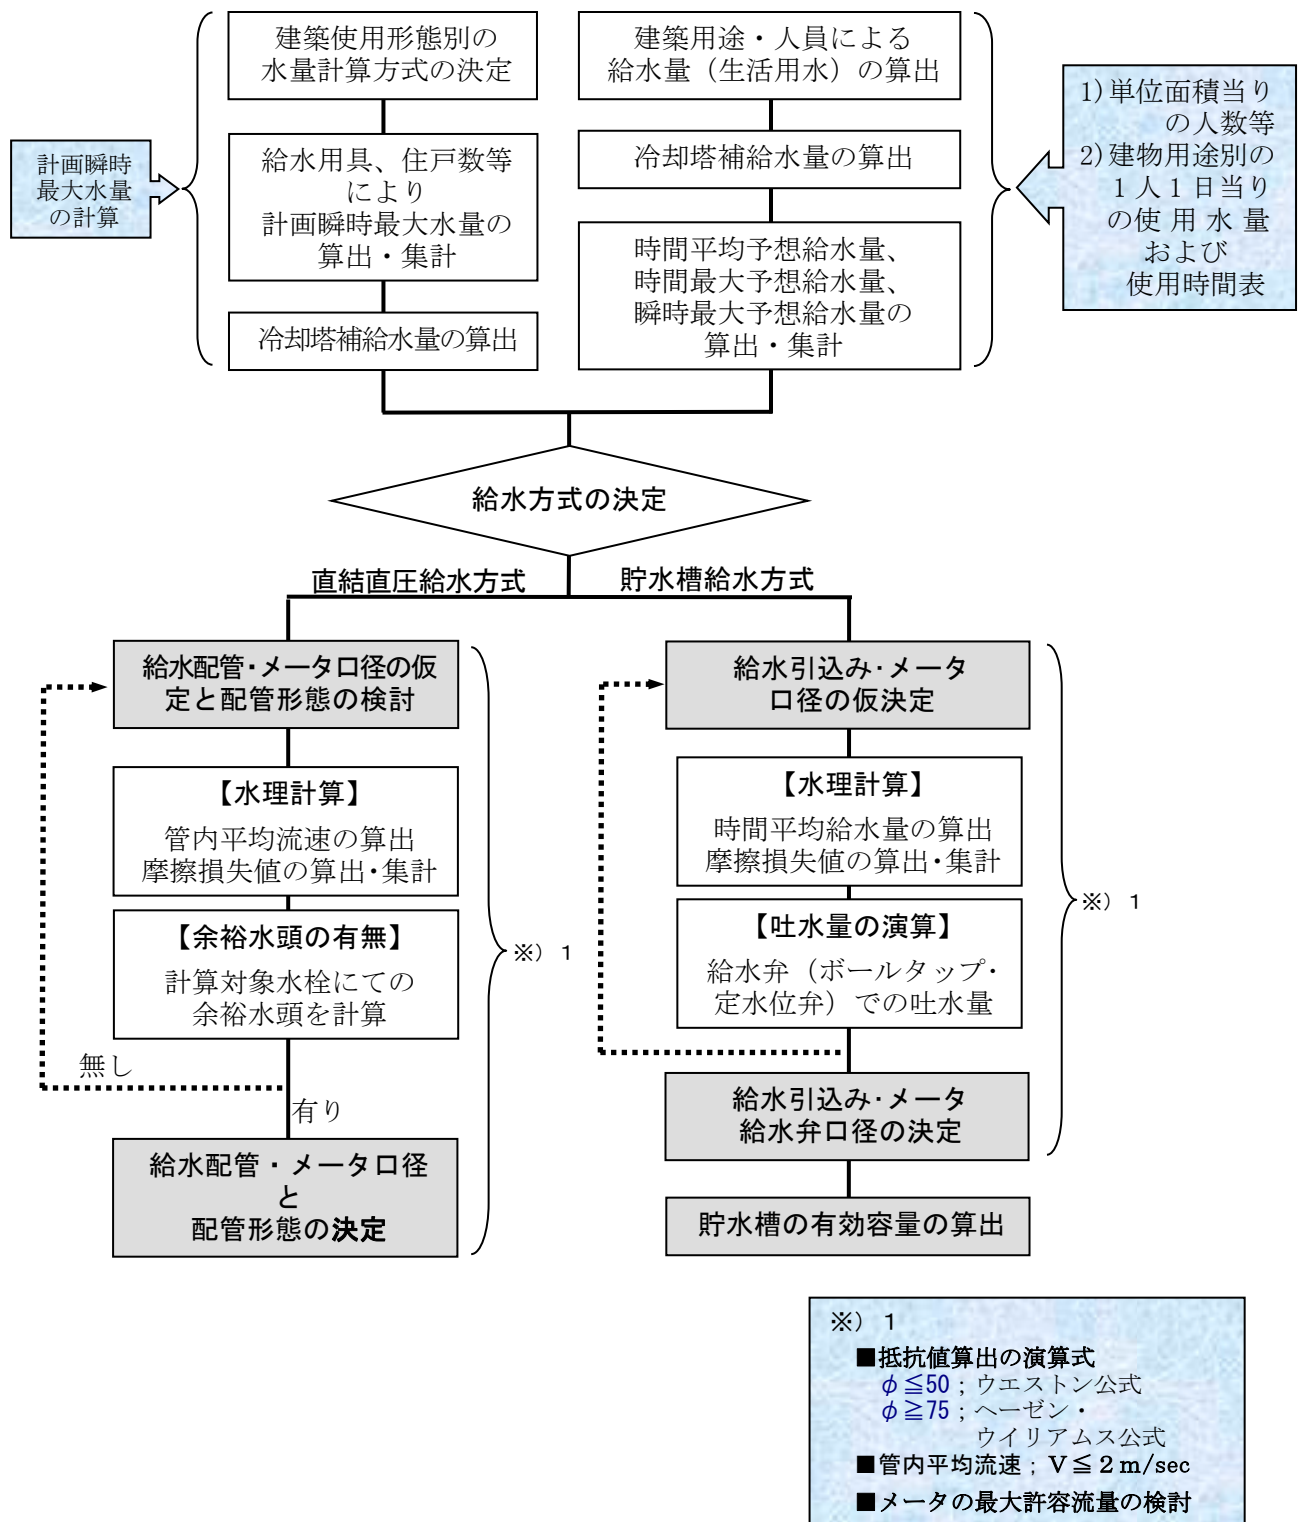 建築使用形態別の
水量計算方式の決定
給水用具、住戸数等
により
計画瞬時最大水量の
算出・集計
冷却塔補給水量の算出
計画瞬時
最大水量
の計算
建築用途・人員による
給水量（生活用水）の算出
冷却塔補給水量の算出
時間平均予想給水量、
時間最大予想給水量、
瞬時最大予想給水量の
算出・集計
1)単位面積当り
の人数等
2)建物用途別の
１人１日当り
の使用水量
および
使用時間表
給水方式の決定
直結直圧給水方式
貯水槽給水方式
給水配管・メータ口径の仮
定と配管形態の検討
【水理計算】
管内平均流速の算出
摩擦損失値の算出・集計
【余裕水頭の有無】
計算対象水栓にての
余裕水頭を計算
無し
有り
給水配管・メータ口径
と
配管形態の決定
※）１
給水引込み・メータ
口径の仮決定
【水理計算】
時間平均給水量の算出
摩擦損失値の算出・集計
【吐水量の演算】
給水弁（ボールタップ・
定水位弁）での吐水量
給水引込み・メータ
給水弁口径の決定
貯水槽の有効容量の算出
※）１
※）１
■抵抗値算出の演算式
φ≦50；ウエストン公式
φ≧75；ヘーゼン・
ウイリアムス公式
■管内平均流速；Ｖ≦２m/sec
■メータの最大許容流量の検討